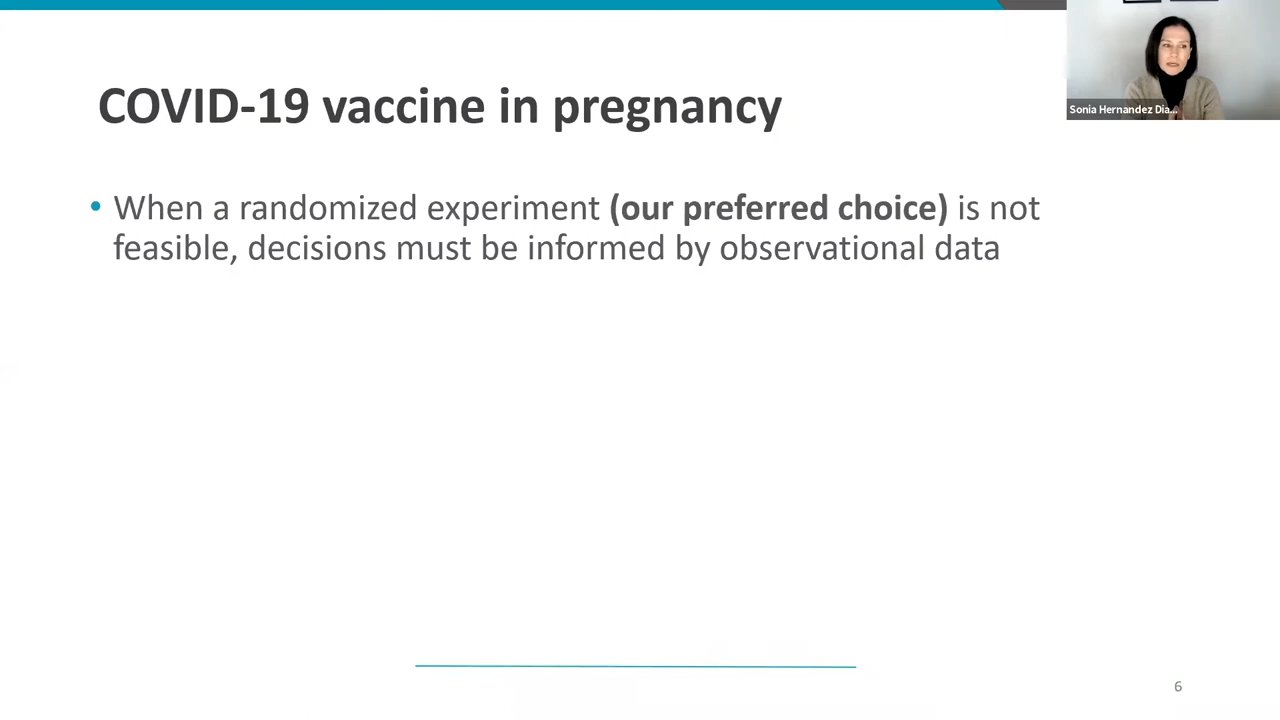 Sonia Hernandez Dia...
COVID-19 vaccine in pregnancy
• When a randomized experiment (our preferred choice) is not
feasible, decisions must be informed by observational data
6